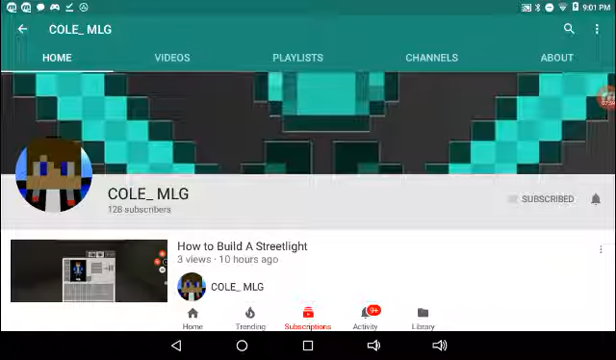 9:01 PM
COLE_ MLG
HOME VIDEOS PLAYLISTS CHANNELS ABOUT
COLE_ MLG
128 subscribers
SUBSCRIBED
How to Build A Streetlight
3 views · 10 hours ago
COLE_ MLG
9+
Home Trending Subscriptions Activity Library